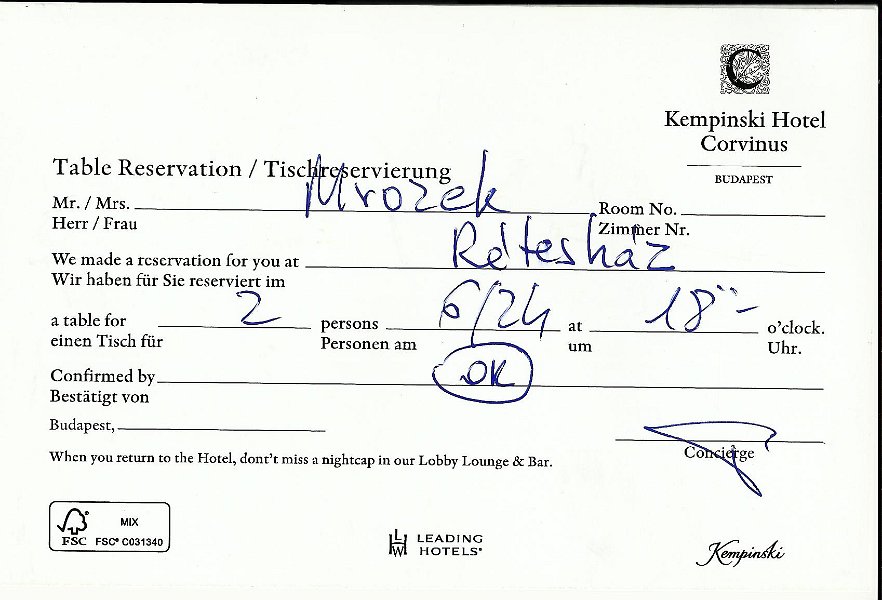 C
Kempinski Hotel
Corvinus
BUDAPEST
Table Reservation / Tischreservierung
Mr. / Mrs. Mrozek Room No.
Herr / Frau Zimmer Nr.
We made a reservation for you at Rétesház
Wir haben für Sie reserviert im
a table for 2 persons 6/24 at 18°°- o'clock.
einen Tisch für Personen am um Uhr.
Confirmed by OK
Bestätigt von
Budapest,
Concierge
When you return to the Hotel, dont't miss a nightcap in our Lobby Lounge & Bar.
FSC MIX
FSC® C031340
LHW LEADING
HOTELS®
Kempinski